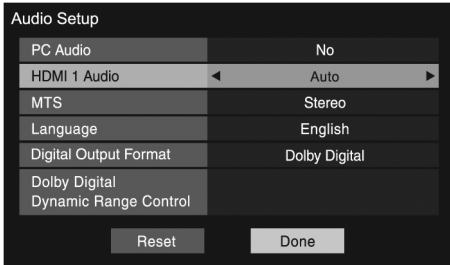 Audio Setup
PC Audio No
HDMI 1 Audio Auto
MTS Stereo
Language English
Digital Output Format Dolby Digital
Dolby Digital
Dynamic Range Control
Reset Done